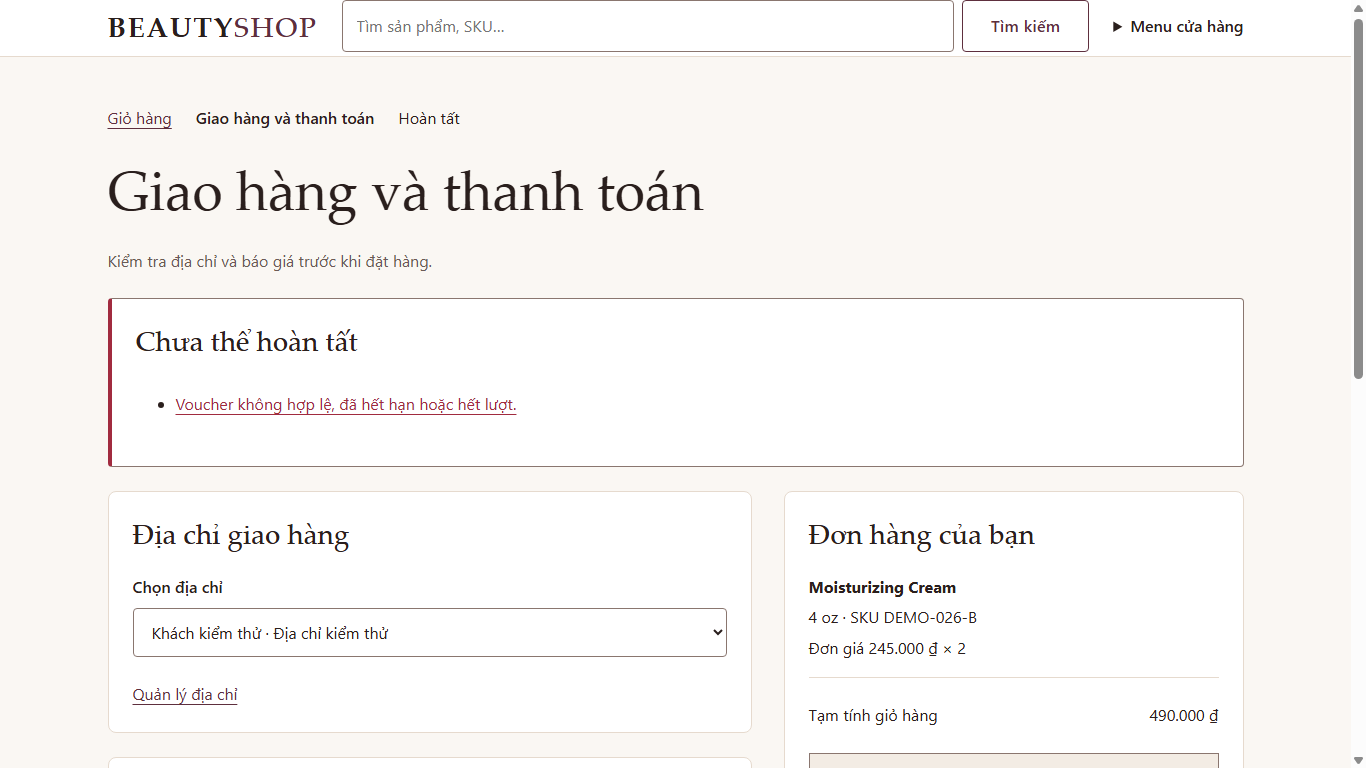 BEAUTYSHOP
Tìm sản phẩm, SKU...
Tìm kiếm
▶ Menu cửa hàng
Giỏ hàng
Giao hàng và thanh toán
Hoàn tất
Giao hàng và thanh toán
Kiểm tra địa chỉ và báo giá trước khi đặt hàng.
Chưa thể hoàn tất
• Voucher không hợp lệ, đã hết hạn hoặc hết lượt.
Địa chỉ giao hàng
Chọn địa chỉ
Khách kiểm thử · Địa chỉ kiểm thử
Quản lý địa chỉ
Đơn hàng của bạn
Moisturizing Cream
4 oz · SKU DEMO-026-B
Đơn giá 245.000 ₫ × 2
Tạm tính giỏ hàng 490.000 ₫